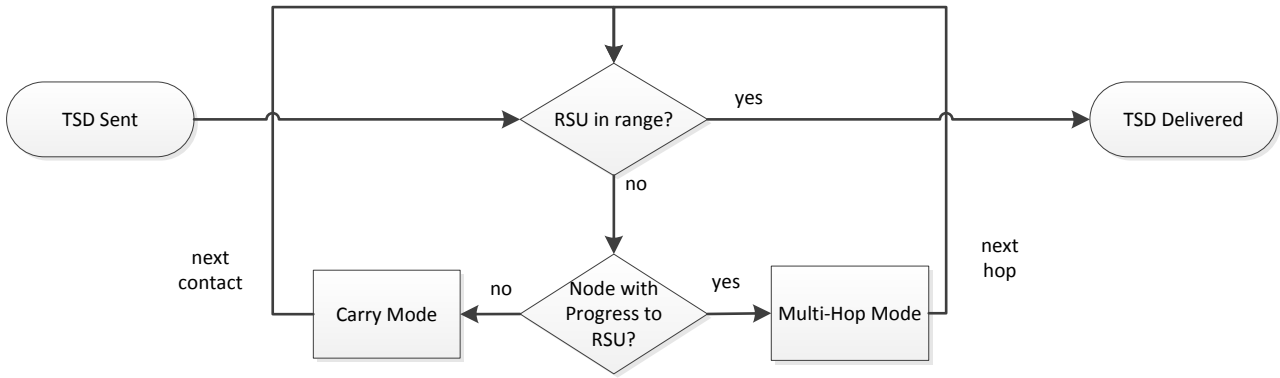 TSD Sent
RSU in range?
yes
TSD Delivered
no
next
contact
Carry Mode
no
Node with
Progress to
RSU?
yes
Multi-Hop Mode
next
hop